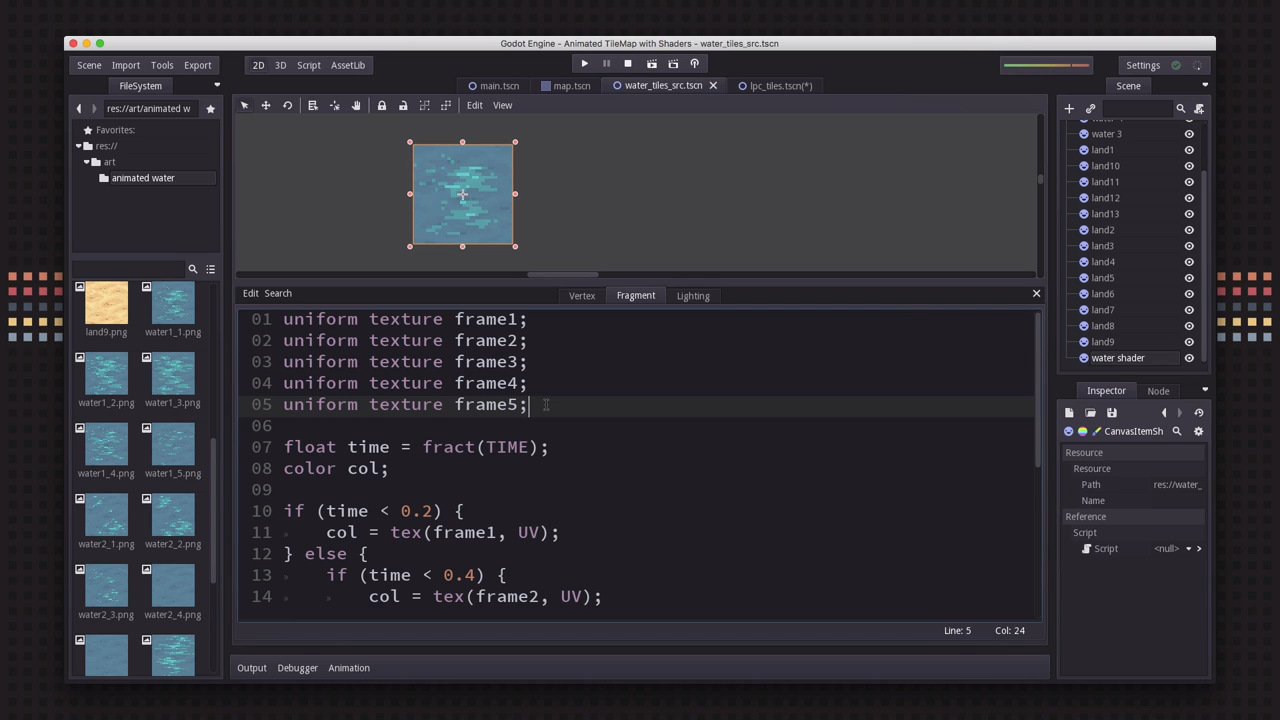 Godot Engine - Animated TileMap with Shaders - water_tiles_src.tscn
Scene Import Tools Export
2D 3D Script AssetLib
Settings
FileSystem
main.tscn map.tscn water_tiles_src.tscn lpc_tiles.tscn(*)
Scene
res://art/animated w
Edit View
Favorites:
res://
art
animated water
water 3
land1
land10
land11
land12
land13
land2
land3
land4
land5
land6
land7
land8
land9
water shader
land9.png water1_1.png
water1_2.png water1_3.png
water1_4.png water1_5.png
water2_1.png water2_2.png
water2_3.png water2_4.png
Edit Search
Vertex Fragment Lighting
01 uniform texture frame1;
02 uniform texture frame2;
03 uniform texture frame3;
04 uniform texture frame4;
05 uniform texture frame5;
06
07 float time = fract(TIME);
08 color col;
09
10 if (time < 0.2) {
11 » col = tex(frame1, UV);
12 } else {
13 » if (time < 0.4) {
14 » » col = tex(frame2, UV);
Line: 5 Col: 24
Output Debugger Animation
Inspector Node
CanvasItemSh
Resource
Resource
Path res://water_
Name
Reference
Script
Script <null>